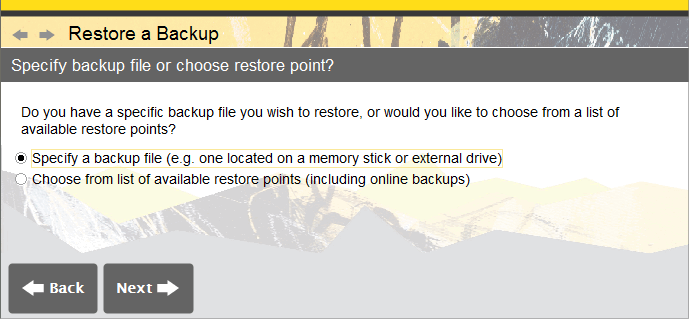 Restore a Backup
Specify backup file or choose restore point?
Do you have a specific backup file you wish to restore, or would you like to choose from a list of
available restore points?
Specify a backup file (e.g. one located on a memory stick or external drive)
Choose from list of available restore points (including online backups)
Back Next